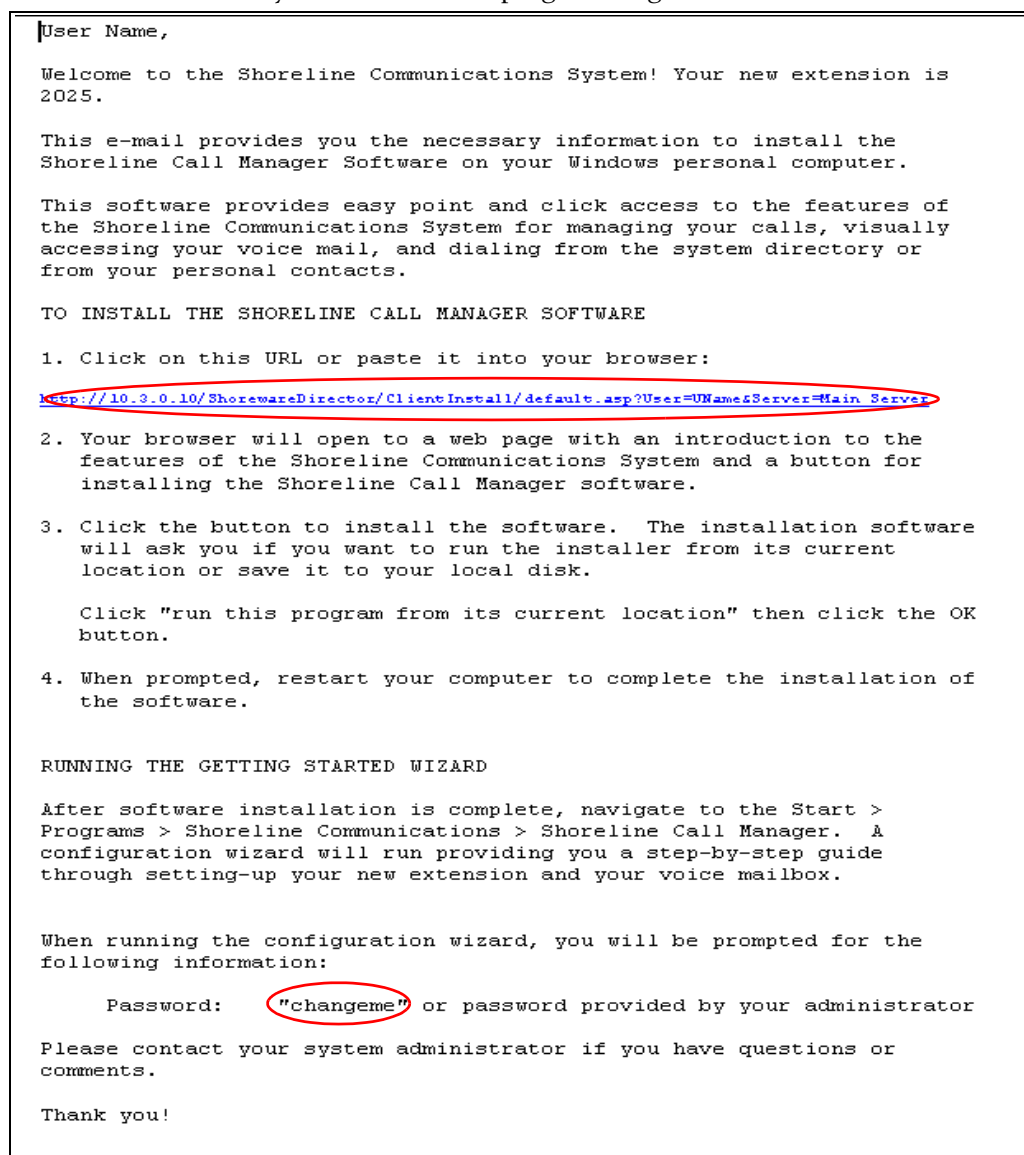 User Name,
Welcome to the Shoreline Communications System! Your new extension is
2025.
This e-mail provides you the necessary information to install the
Shoreline Call Manager Software on your Windows personal computer.
This software provides easy point and click access to the features of
the Shoreline Communications System for managing your calls, visually
accessing your voice mail, and dialing from the system directory or
from your personal contacts.
TO INSTALL THE SHORELINE CALL MANAGER SOFTWARE
1. Click on this URL or paste it into your browser:
http://10.3.0.10/ShorewareDirector/ClientInstall/default.asp?User=UName&Server=Main Server
2. Your browser will open to a web page with an introduction to the
features of the Shoreline Communications System and a button for
installing the Shoreline Call Manager software.
3. Click the button to install the software.  The installation software
will ask you if you want to run the installer from its current
location or save it to your local disk.
Click "run this program from its current location" then click the OK
button.
4. When prompted, restart your computer to complete the installation of
the software.
RUNNING THE GETTING STARTED WIZARD
After software installation is complete, navigate to the Start >
Programs > Shoreline Communications > Shoreline Call Manager.  A
configuration wizard will run providing you a step-by-step guide
through setting-up your new extension and your voice mailbox.
When running the configuration wizard, you will be prompted for the
following information:
Password: "changeme" or password provided by your administrator
Please contact your system administrator if you have questions or
comments.
Thank you!